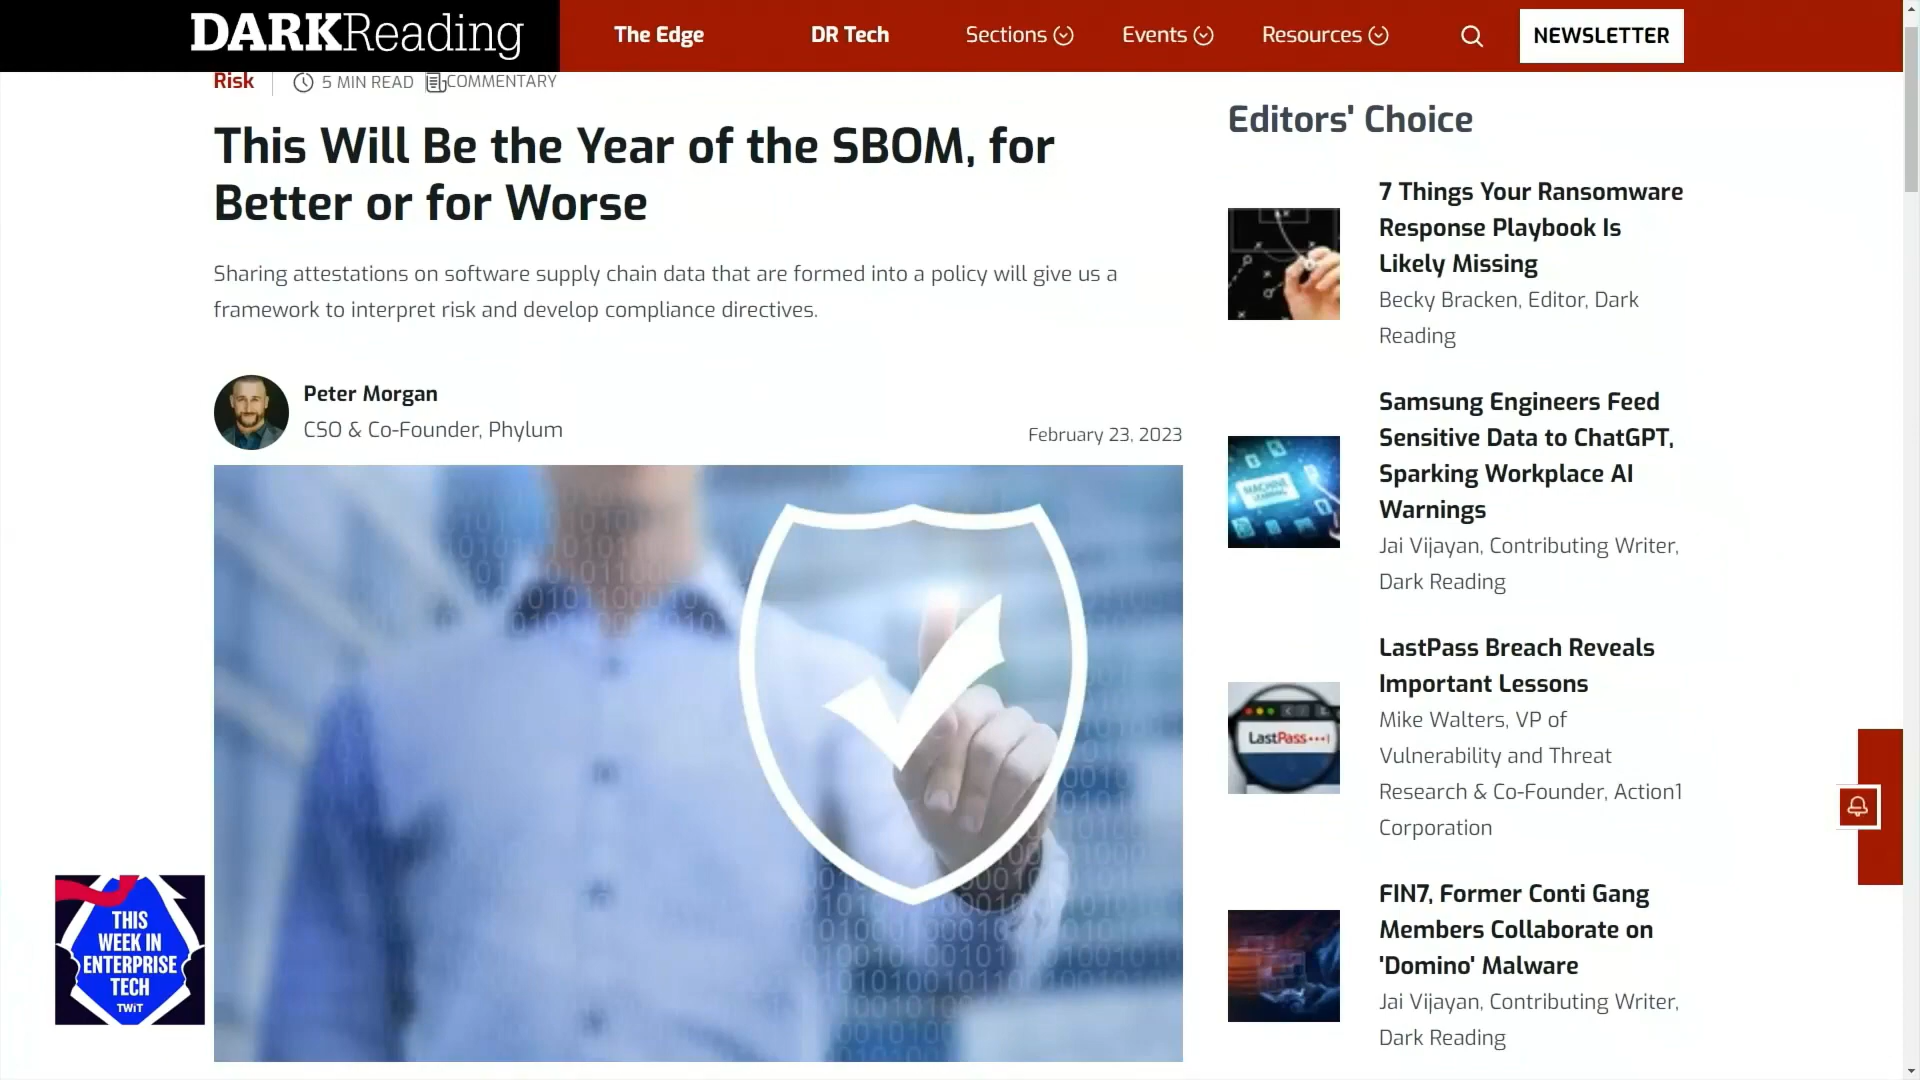 DARKReading
The Edge
DR Tech
Sections
Events
Resources
NEWSLETTER
Risk
5 MIN READ
COMMENTARY
This Will Be the Year of the SBOM, for
Better or for Worse
Sharing attestations on software supply chain data that are formed into a policy will give us a
framework to interpret risk and develop compliance directives.
Peter Morgan
CSO & Co-Founder, Phylum
February 23, 2023
THIS
WEEK IN
ENTERPRISE
TECH
TWiT
Editors' Choice
7 Things Your Ransomware
Response Playbook Is
Likely Missing
Becky Bracken, Editor, Dark
Reading
Samsung Engineers Feed
Sensitive Data to ChatGPT,
Sparking Workplace AI
Warnings
Jai Vijayan, Contributing Writer,
Dark Reading
MACHINE
LEARNING
LastPass Breach Reveals
Important Lessons
Mike Walters, VP of
Vulnerability and Threat
Research & Co-Founder, Action1
Corporation
LastPass
FIN7, Former Conti Gang
Members Collaborate on
'Domino' Malware
Jai Vijayan, Contributing Writer,
Dark Reading